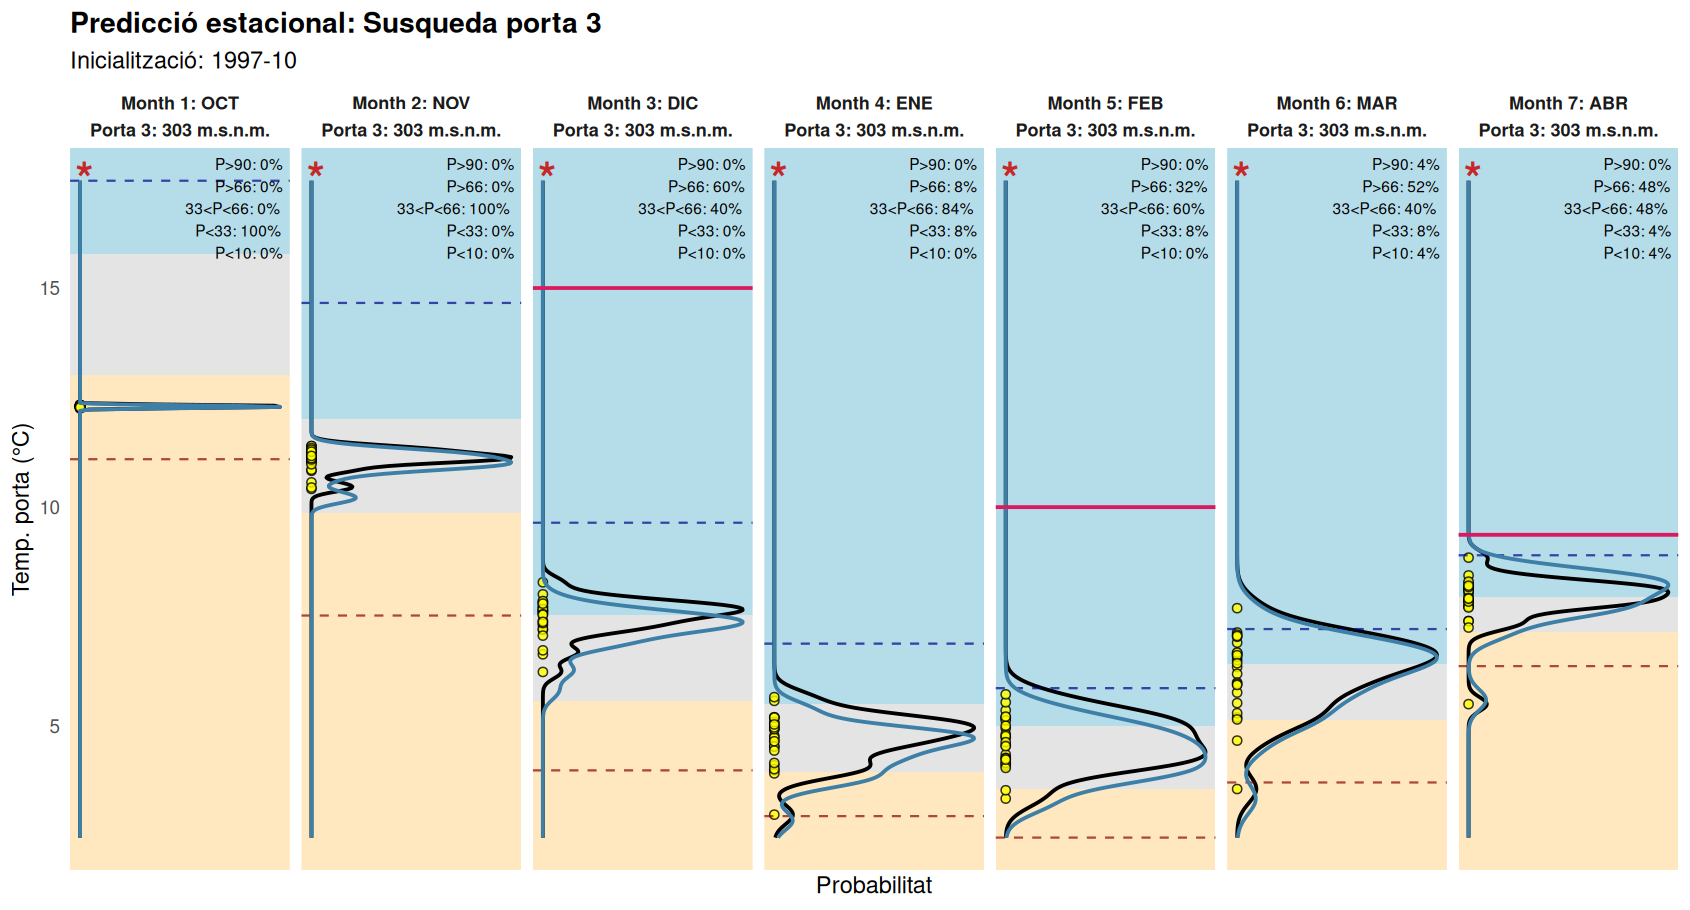 Predicció estacional: Susqueda porta 3
Inicialització: 1997-10
Month 1: OCT
Porta 3: 303 m.s.n.m.
Month 2: NOV
Porta 3: 303 m.s.n.m.
Month 3: DIC
Porta 3: 303 m.s.n.m.
Month 4: ENE
Porta 3: 303 m.s.n.m.
Month 5: FEB
Porta 3: 303 m.s.n.m.
Month 6: MAR
Porta 3: 303 m.s.n.m.
Month 7: ABR
Porta 3: 303 m.s.n.m.
*
P>90: 0%
P>66: 0%
33<P<66: 0%
P<33: 100%
P<10: 0%
*
P>90: 0%
P>66: 0%
33<P<66: 100%
P<33: 0%
P<10: 0%
*
P>90: 0%
P>66: 60%
33<P<66: 40%
P<33: 0%
P<10: 0%
*
P>90: 0%
P>66: 8%
33<P<66: 84%
P<33: 8%
P<10: 0%
*
P>90: 0%
P>66: 32%
33<P<66: 60%
P<33: 8%
P<10: 0%
*
P>90: 4%
P>66: 52%
33<P<66: 40%
P<33: 8%
P<10: 4%
*
P>90: 0%
P>66: 48%
33<P<66: 48%
P<33: 4%
P<10: 4%
15
10
5
Temp. porta (°C)
Probabilitat